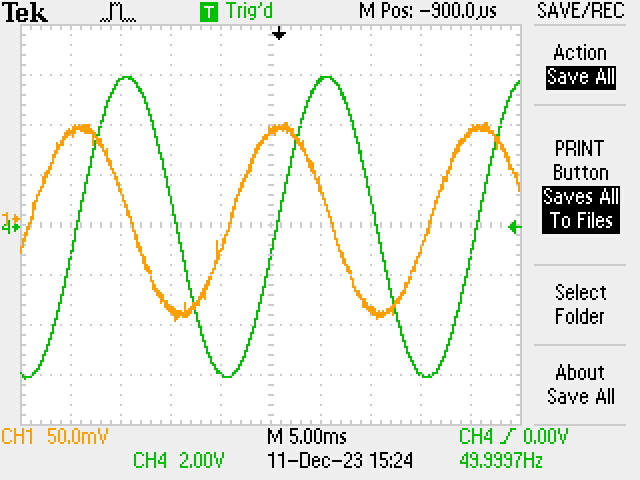 Tek Trig'd M Pos: -900.0µs SAVE/REC
Action
Save All
PRINT
Button
Saves All
To Files
Select
Folder
About
Save All
1
4
CH1 50.0mV M 5.00ms CH4 / 0.00V
CH4 2.00V 11-Dec-23 15:24 49.9997Hz